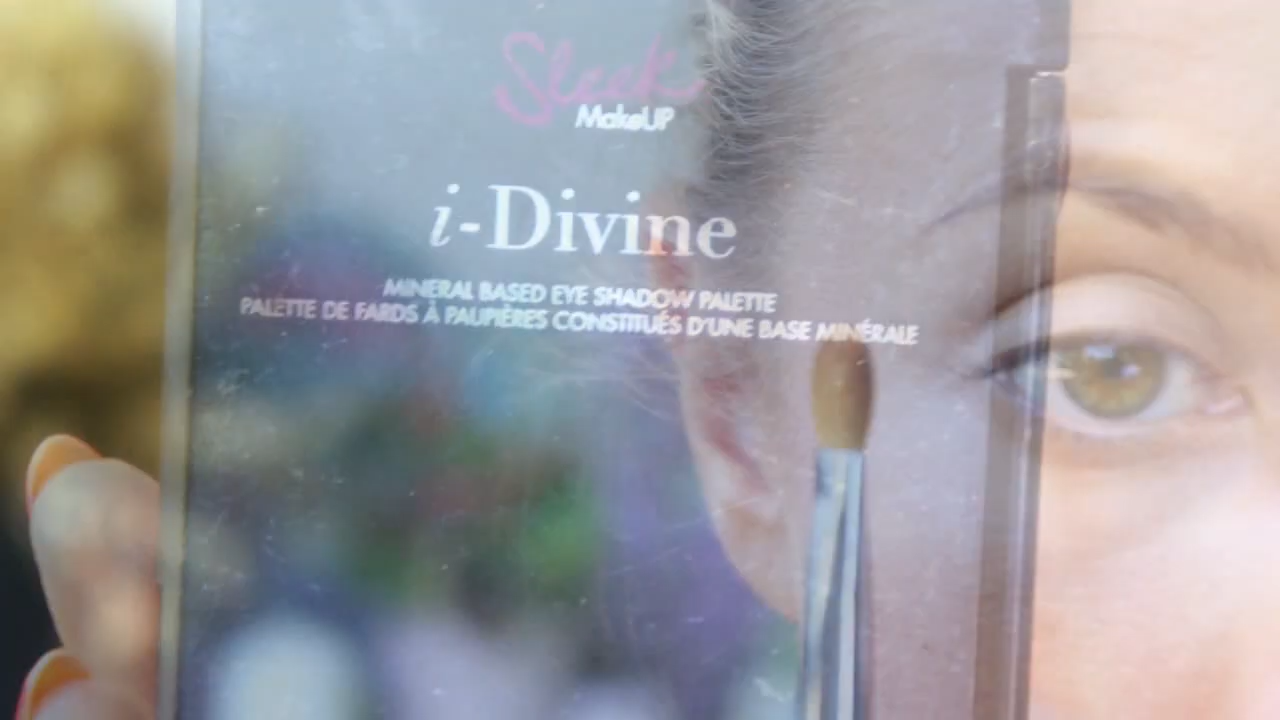 Sleek
MakeUP
i-Divine
MINERAL BASED EYE SHADOW PALETTE
PALETTE DE FARDS À PAUPIÈRES CONSTITUÉS D'UNE BASE MINÉRALE